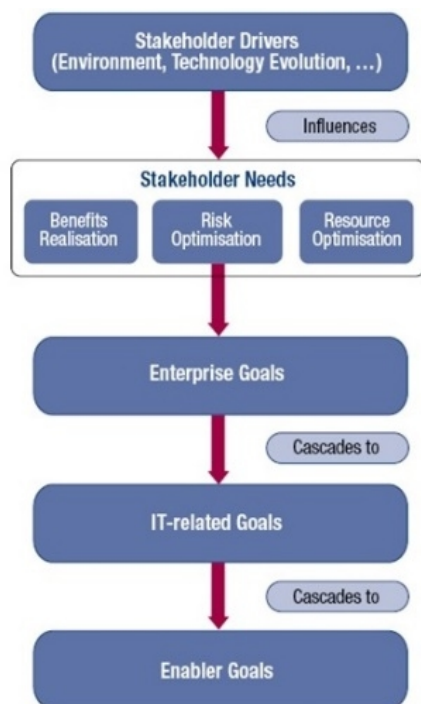 Stakeholder Drivers
(Environment, Technology Evolution, …)
Influences
Stakeholder Needs
Benefits
Realisation
Risk
Optimisation
Resource
Optimisation
Enterprise Goals
Cascades to
IT-related Goals
Cascades to
Enabler Goals